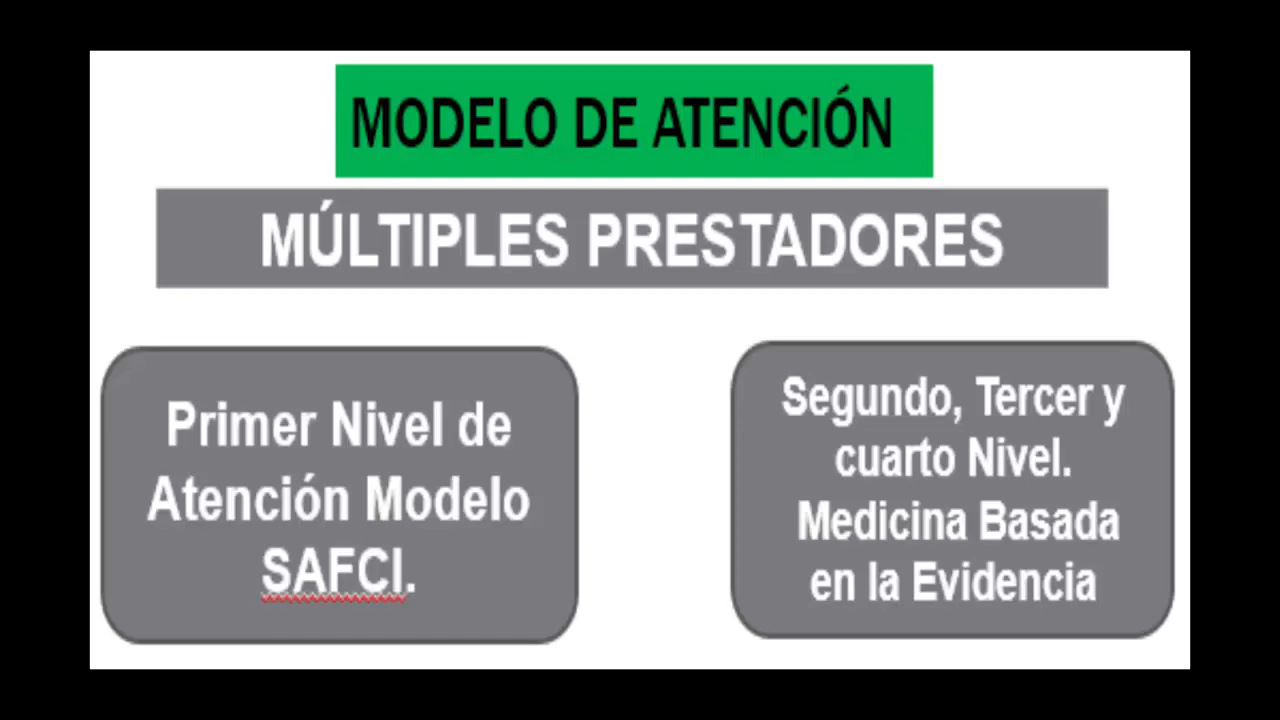 MODELO DE ATENCIÓN
MÚLTIPLES PRESTADORES
Primer Nivel de
Atención Modelo
SAFCI.
Segundo, Tercer y
cuarto Nivel.
Medicina Basada
en la Evidencia